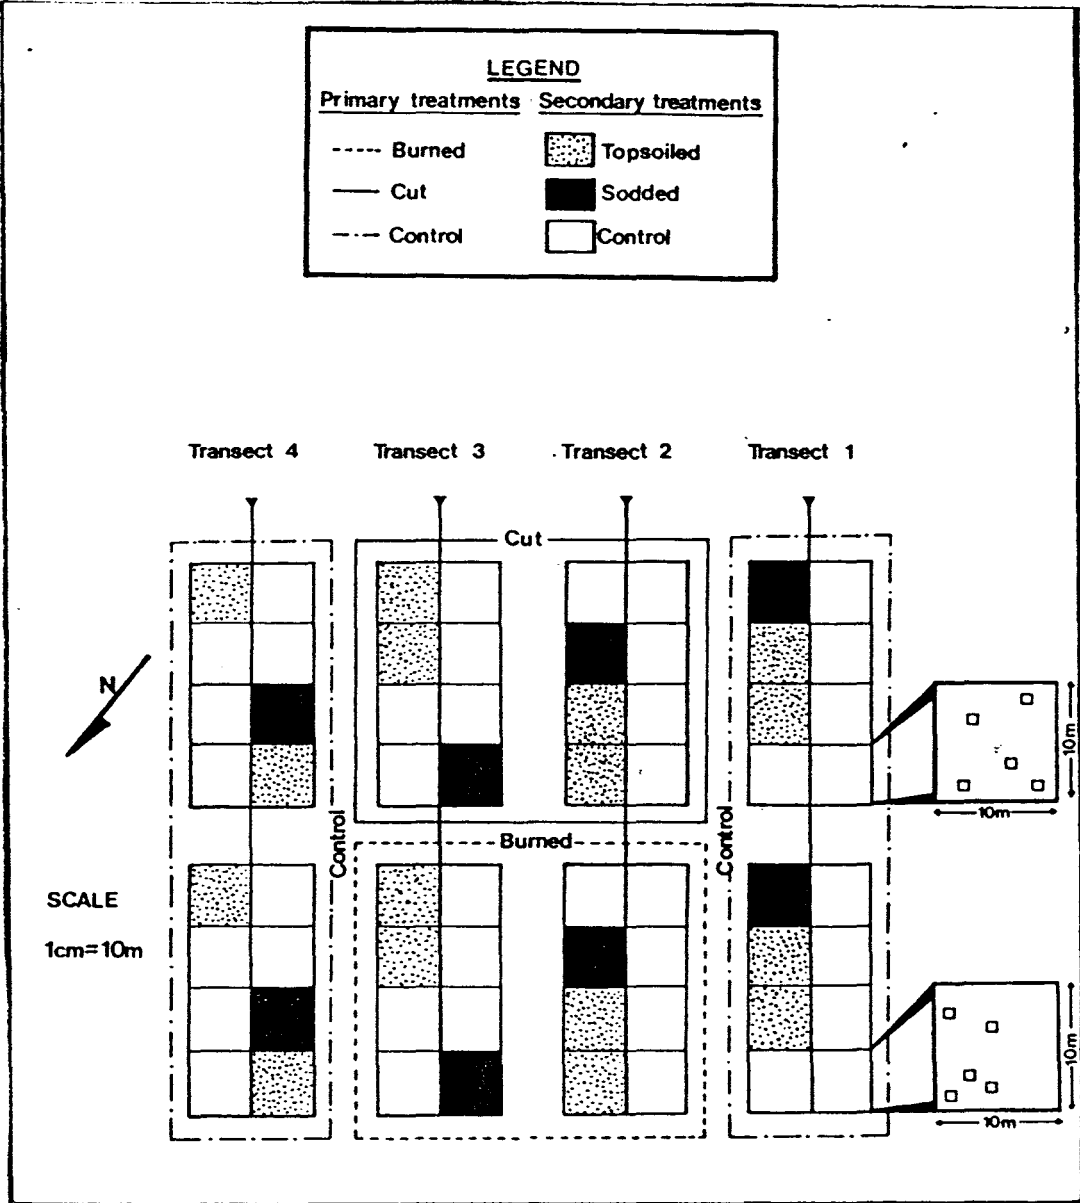 LEGEND
Primary treatments Secondary treatments
Burned Topsoiled
Cut Sodded
Control Control
Transect 4 Transect 3 Transect 2 Transect 1
Cut
N
10m
10m
Control
Control
Burned
SCALE
1cm=10m
10m
10m